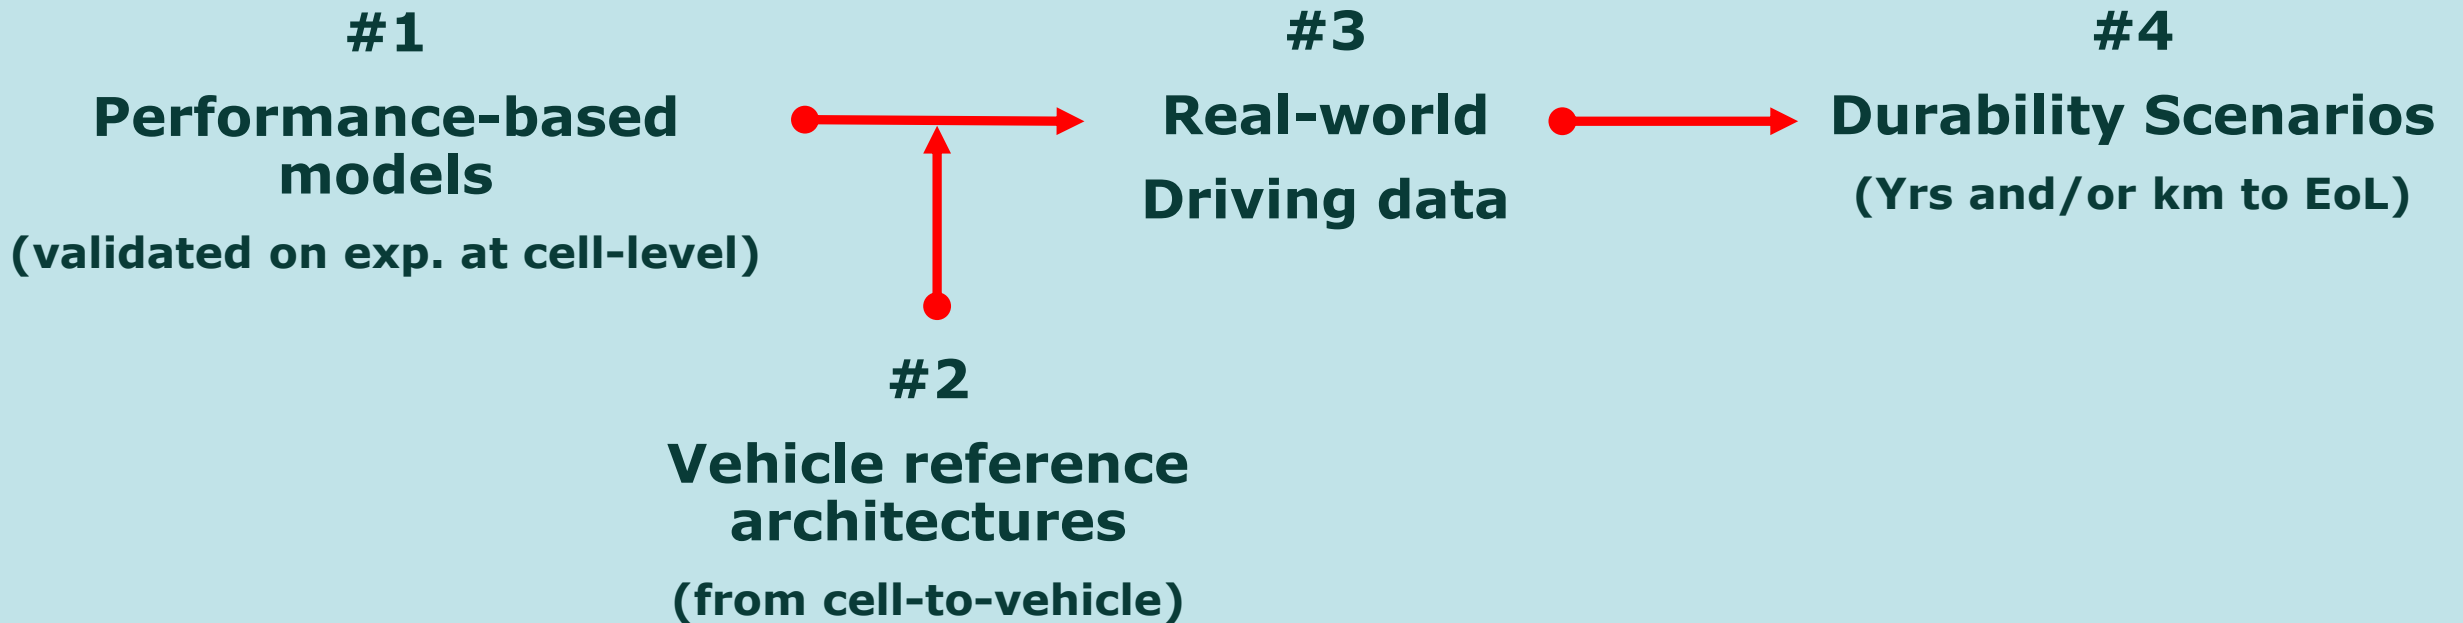 #1
Performance-based
models
(validated on exp. at cell-level)
#2
Vehicle reference
architectures
(from cell-to-vehicle)
#3
Real-world
Driving data
#4
Durability Scenarios
(Yrs and/or km to EoL)